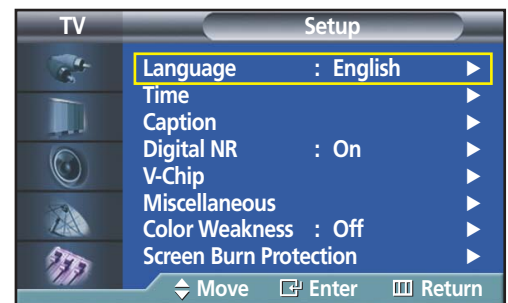 TV Setup
Language : English
Time
Caption
Digital NR : On
V-Chip
Miscellaneous
Color Weakness : Off
Screen Burn Protection
Move Enter Return